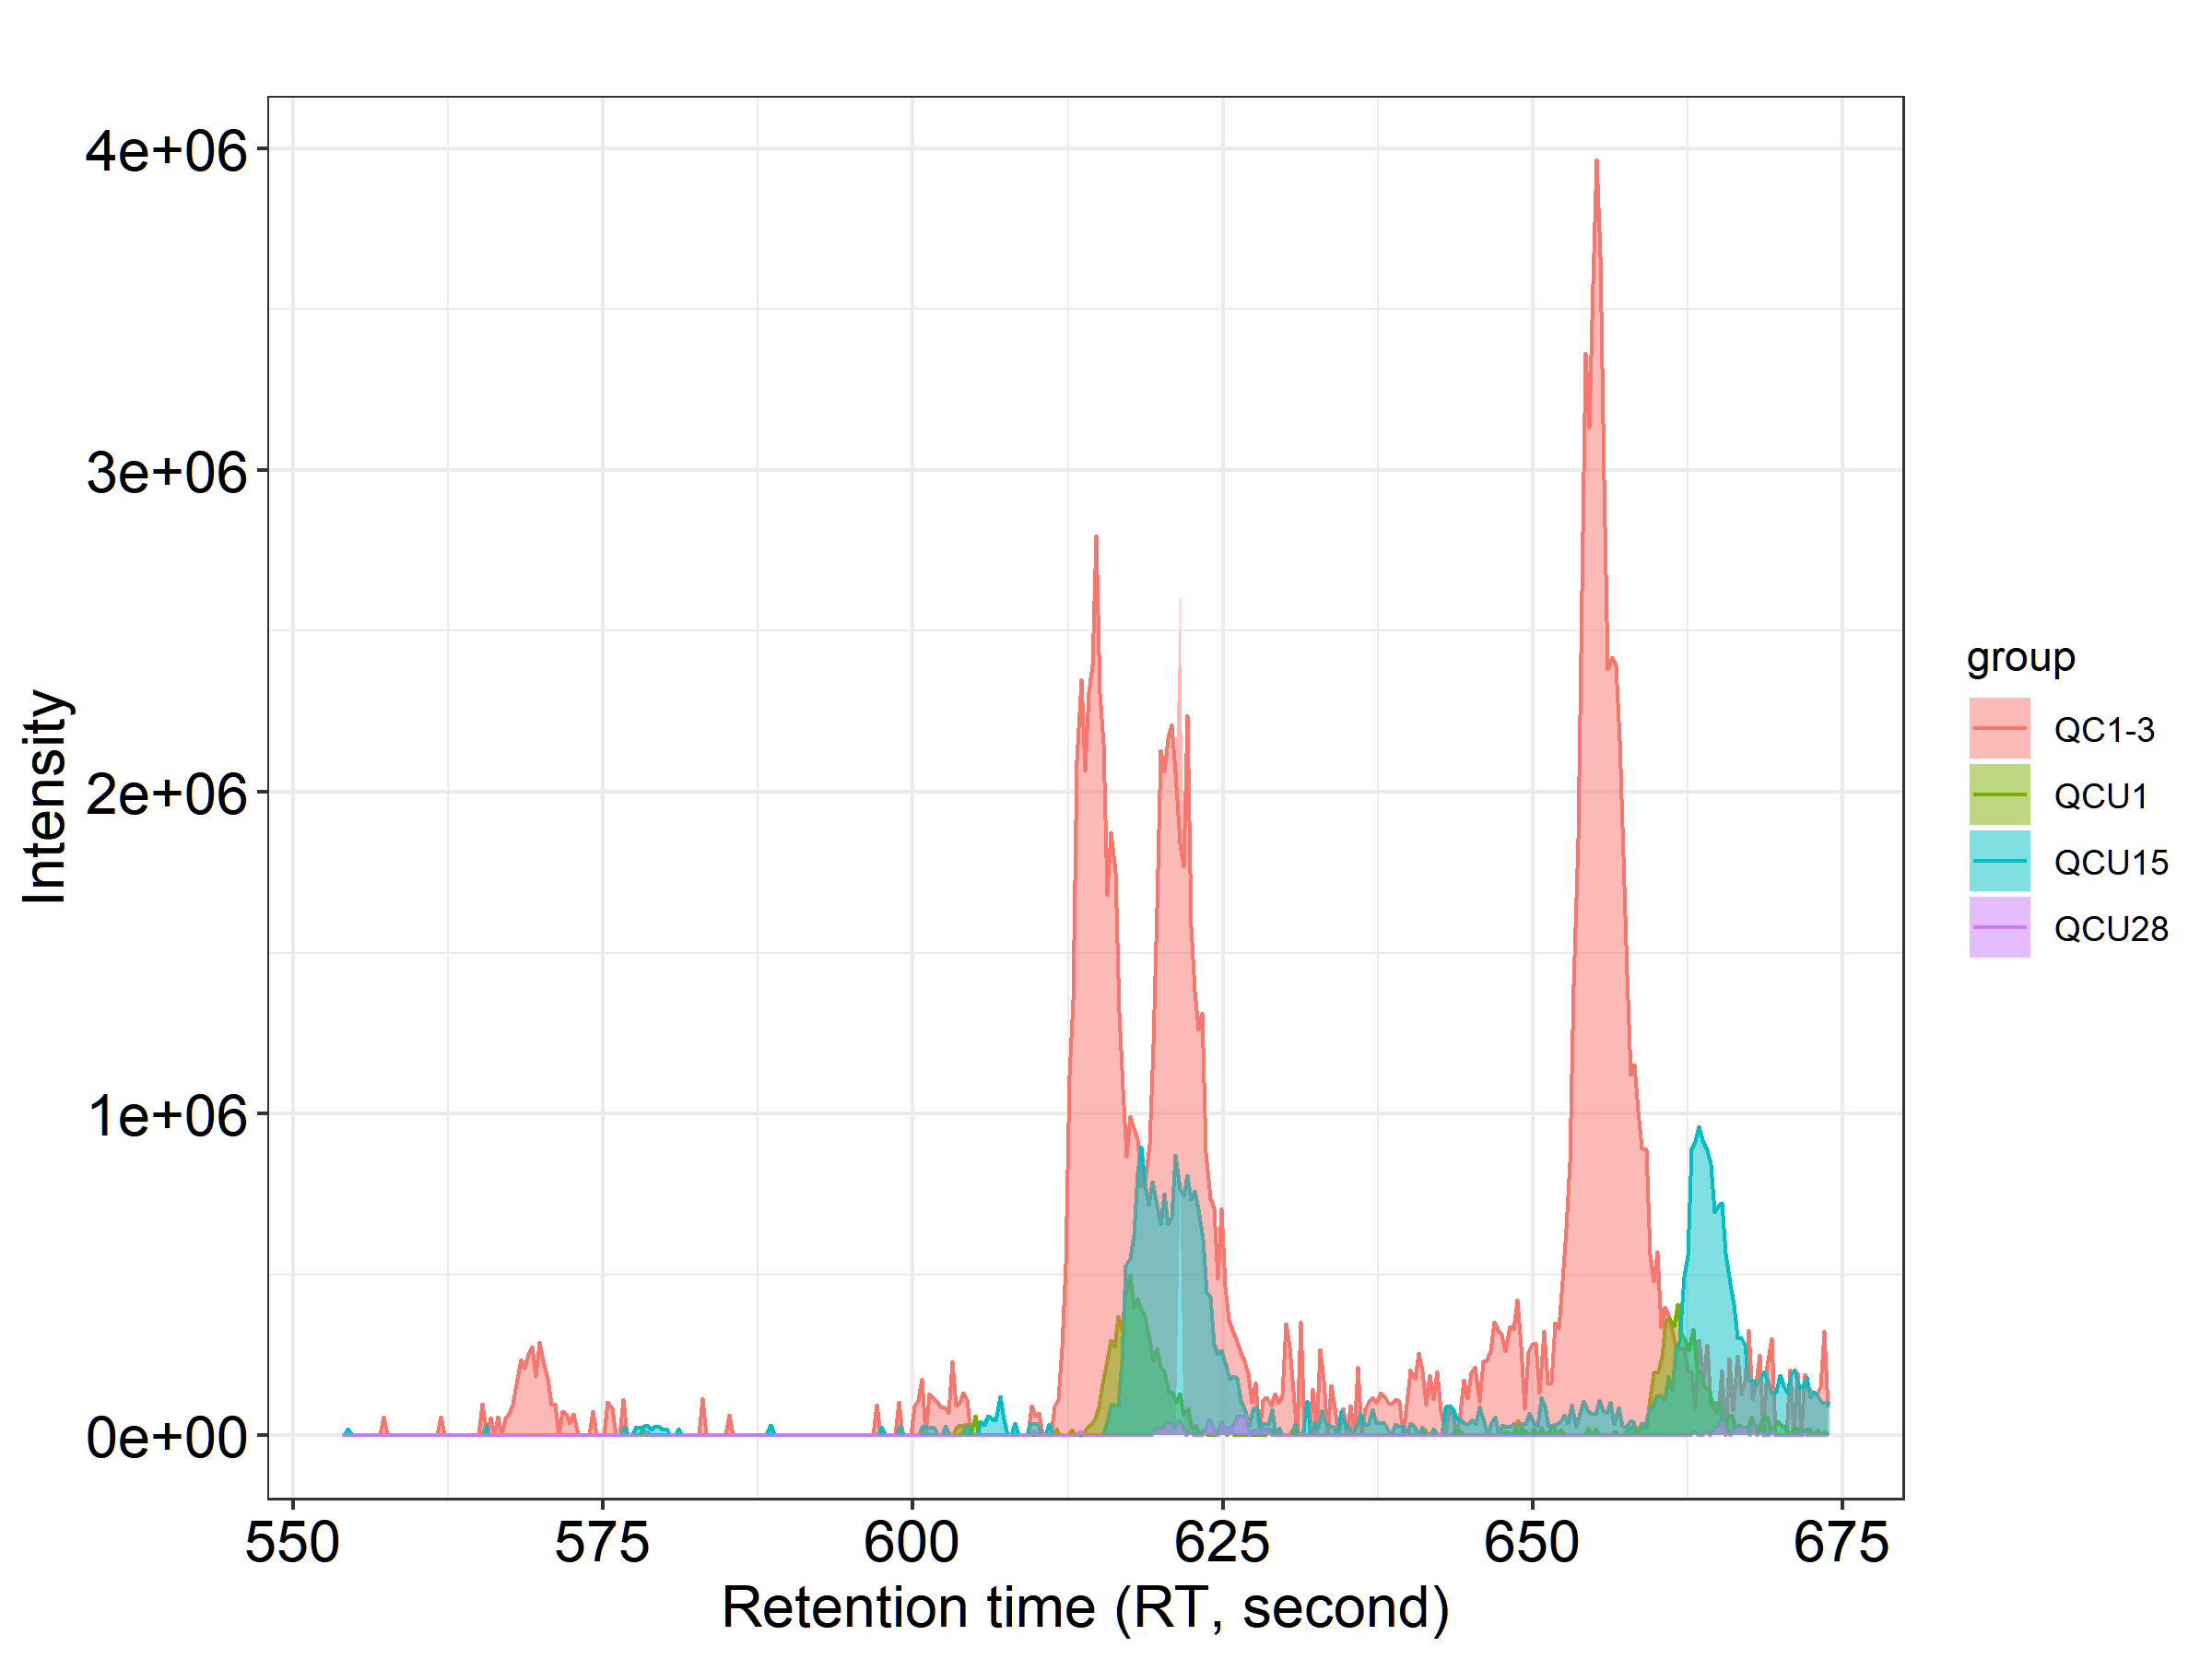 4e+06
3e+06
2e+06
1e+06
0e+00
Intensity
550 575 600 625 650 675
Retention time (RT, second)
group
QC1-3
QCU1
QCU15
QCU28